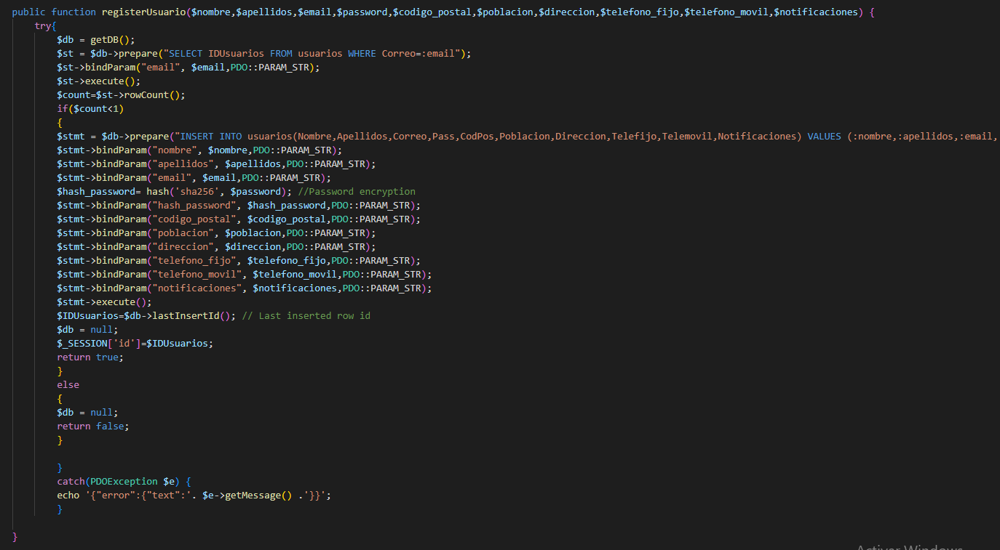 public function registerUsuario($nombre,$apellidos,$email,$password,$codigo_postal,$poblacion,$direccion,$telefono_fijo,$telefono_movil,$notificaciones) {
try{
$db = getDB();
$st = $db->prepare("SELECT IDUsuarios FROM usuarios WHERE Correo=:email");
$st->bindParam("email", $email,PDO::PARAM_STR);
$st->execute();
$count=$st->rowCount();
if($count<1)
{
$stmt = $db->prepare("INSERT INTO usuarios(Nombre,Apellidos,Correo,Pass,CodPos,Poblacion,Direccion,Telefijo,Telemovil,Notificaciones) VALUES (:nombre,:apellidos,:email,
$stmt->bindParam("nombre", $nombre,PDO::PARAM_STR);
$stmt->bindParam("apellidos", $apellidos,PDO::PARAM_STR);
$stmt->bindParam("email", $email,PDO::PARAM_STR);
$hash_password= hash('sha256', $password); //Password encryption
$stmt->bindParam("hash_password", $hash_password,PDO::PARAM_STR);
$stmt->bindParam("codigo_postal", $codigo_postal,PDO::PARAM_STR);
$stmt->bindParam("poblacion", $poblacion,PDO::PARAM_STR);
$stmt->bindParam("direccion", $direccion,PDO::PARAM_STR);
$stmt->bindParam("telefono_fijo", $telefono_fijo,PDO::PARAM_STR);
$stmt->bindParam("telefono_movil", $telefono_movil,PDO::PARAM_STR);
$stmt->bindParam("notificaciones", $notificaciones,PDO::PARAM_STR);
$stmt->execute();
$IDUsuarios=$db->lastInsertId(); // Last inserted row id
$db = null;
$_SESSION['id']=$IDUsuarios;
return true;
}
else
{
$db = null;
return false;
}
}
catch(PDOException $e) {
echo '{"error":{"text":'. $e->getMessage() .'}}';
}
}
Activar Windows